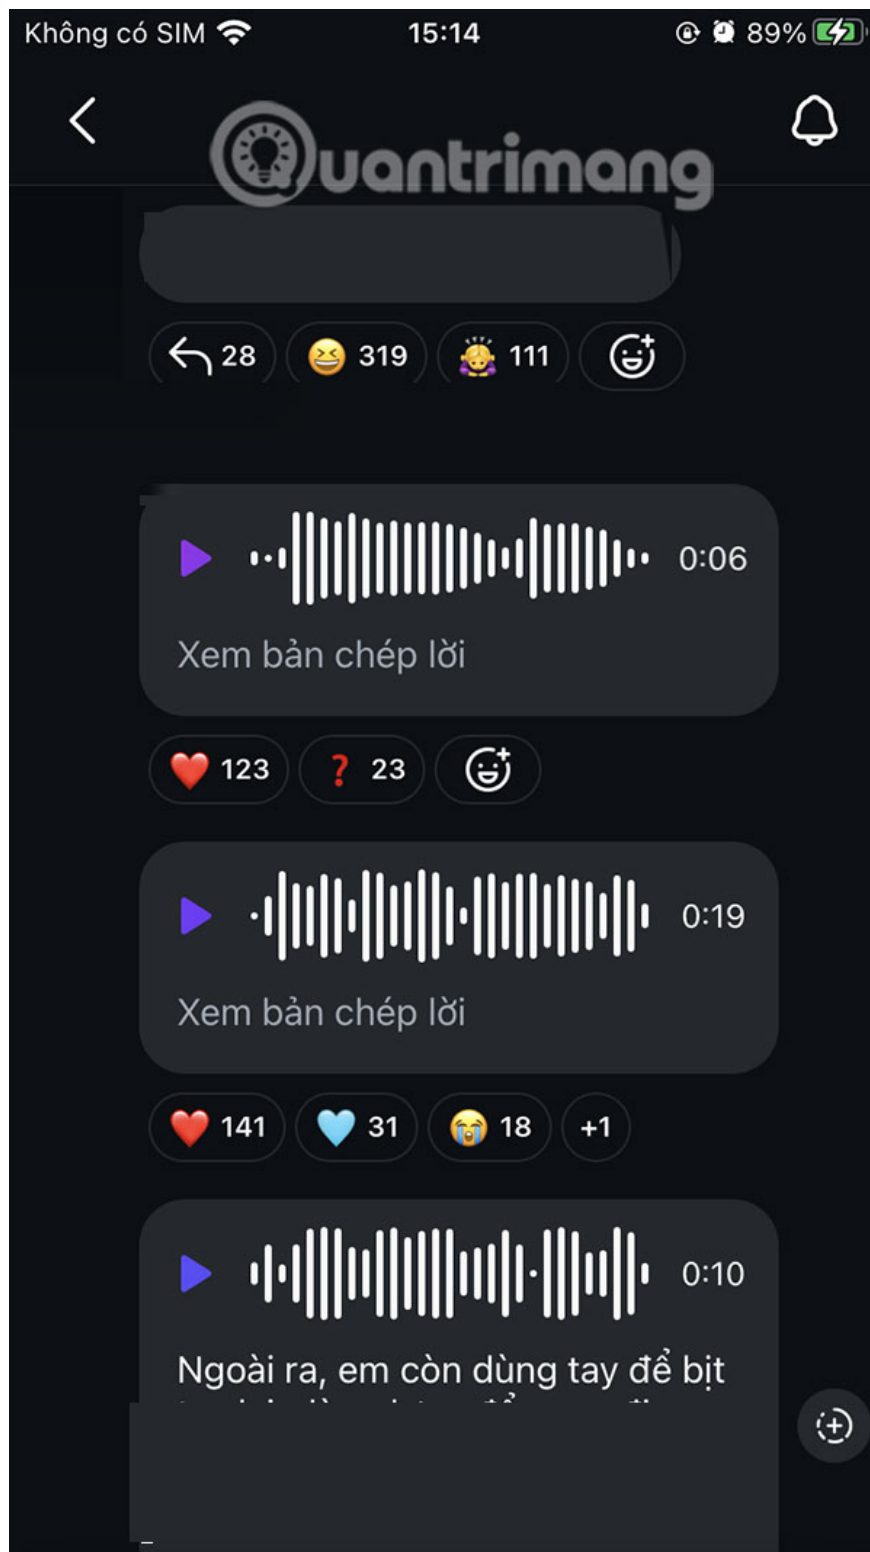 Không có SIM 15:14 89%
Quantrimang
28 319 111
0:06
Xem bản chép lời
123 ❓ 23
0:19
Xem bản chép lời
141 31 18 +1
0:10
Ngoài ra, em còn dùng tay để bịt